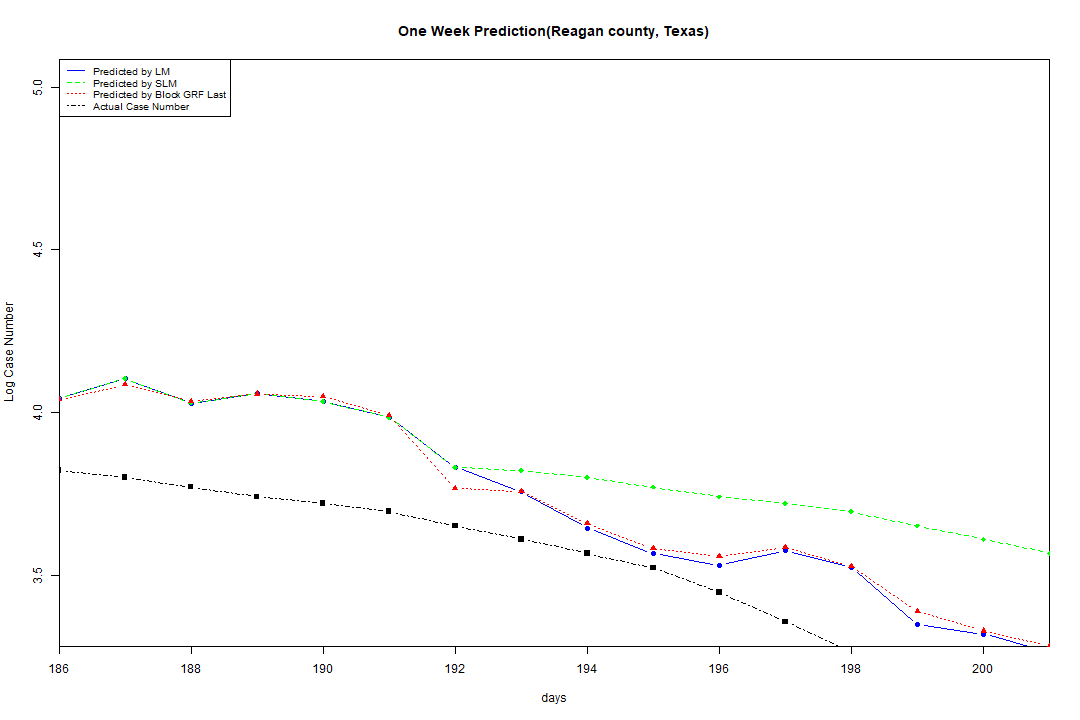 One Week Prediction(Reagan county, Texas)
Predicted by LM
Predicted by SLM
Predicted by Block GRF Last
Actual Case Number
Log Case Number
5.0
4.5
4.0
3.5
186 188 190 192 194 196 198 200
days